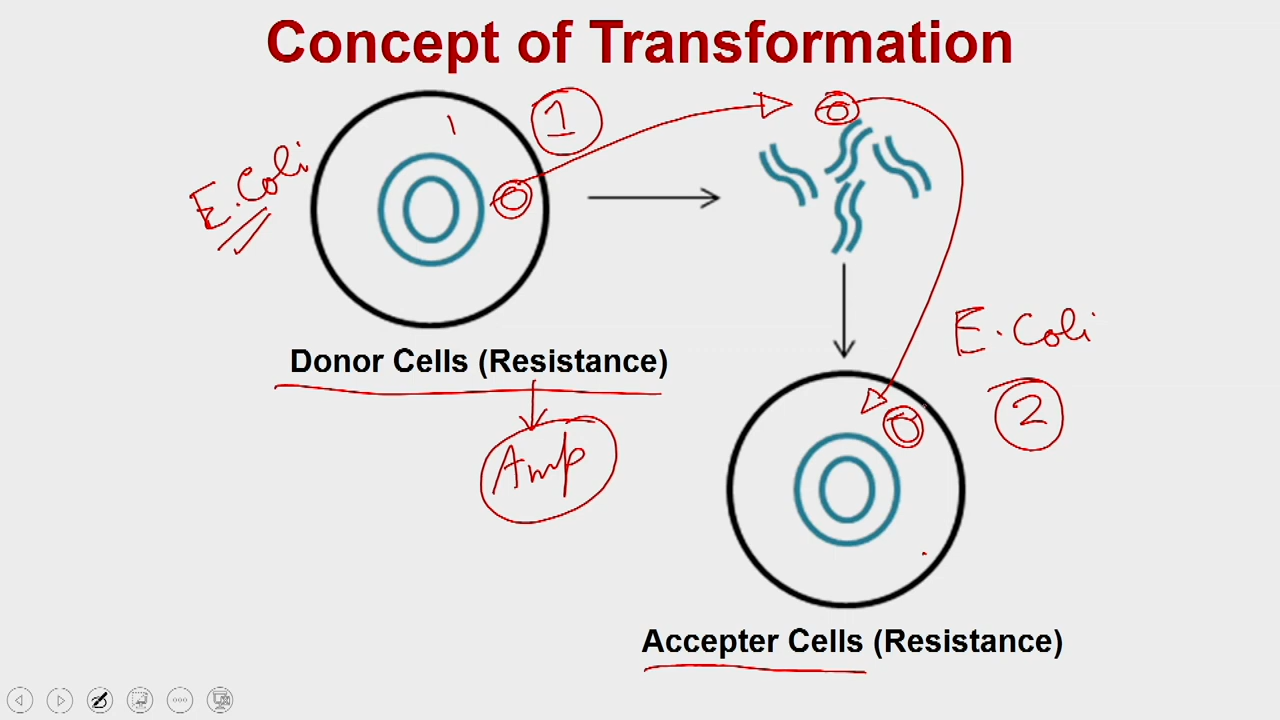 Concept of Transformation
1
E.Coli
Donor Cells (Resistance)
Amp
E.Coli
2
Accepter Cells (Resistance)